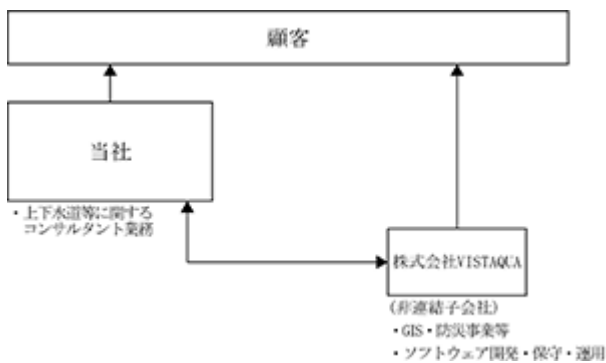 顧客
当社
・上下水道等に関する
コンサルタント業務
株式会社VISTAQUA
(非連結子会社)
・GIS・防災事業等
・ソフトウェア開発・保守・運用